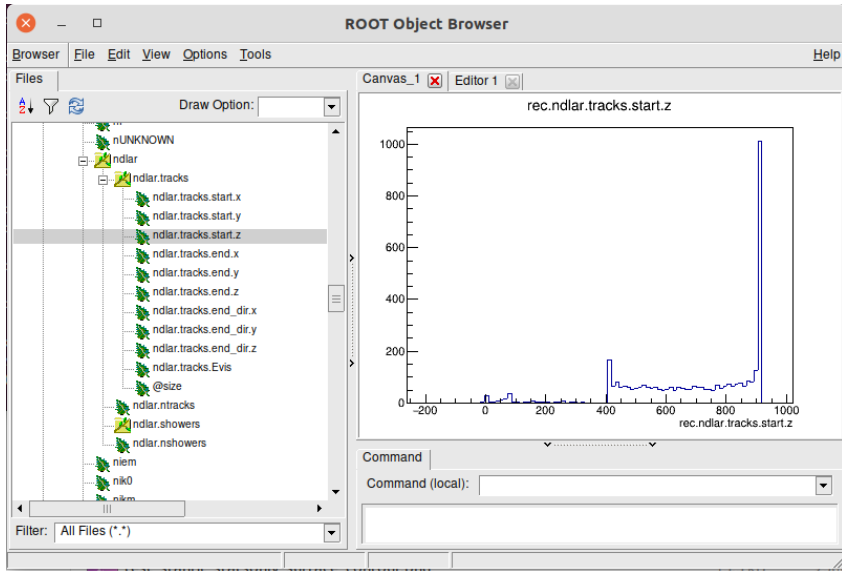 ROOT Object Browser
Browser File Edit View Options Tools Help
Files
Draw Option:
nUNKNOWN
ndlar
ndlar.tracks
ndlar.tracks.start.x
ndlar.tracks.start.y
ndlar.tracks.start.z
ndlar.tracks.end.x
ndlar.tracks.end.y
ndlar.tracks.end.z
ndlar.tracks.end_dir.x
ndlar.tracks.end_dir.y
ndlar.tracks.end_dir.z
ndlar.tracks.Evis
@size
ndlar.ntracks
ndlar.showers
ndlar.nshowers
niem
nik0
nikm
Filter: All Files (*.*)
Canvas_1 Editor 1
rec.ndlar.tracks.start.z
1000
800
600
400
200
0
−200 0 200 400 600 800 1000
rec.ndlar.tracks.start.z
Command
Command (local):